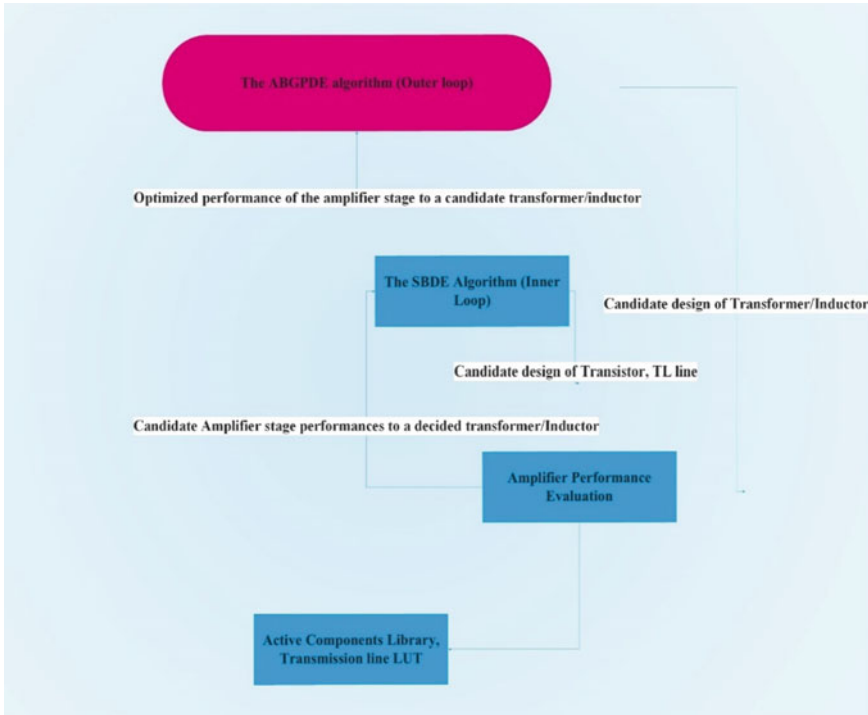 The ABGPDE algorithm (Outer loop)
Optimized performance of the amplifier stage to a candidate transformer/inductor
The SBDE Algorithm (Inner
Loop)
Candidate design of Transformer/Inductor
Candidate design of Transistor, TL line
Candidate Amplifier stage performances to a decided transformer/Inductor
Amplifier Performance
Evaluation
Active Components Library,
Transmission line LUT